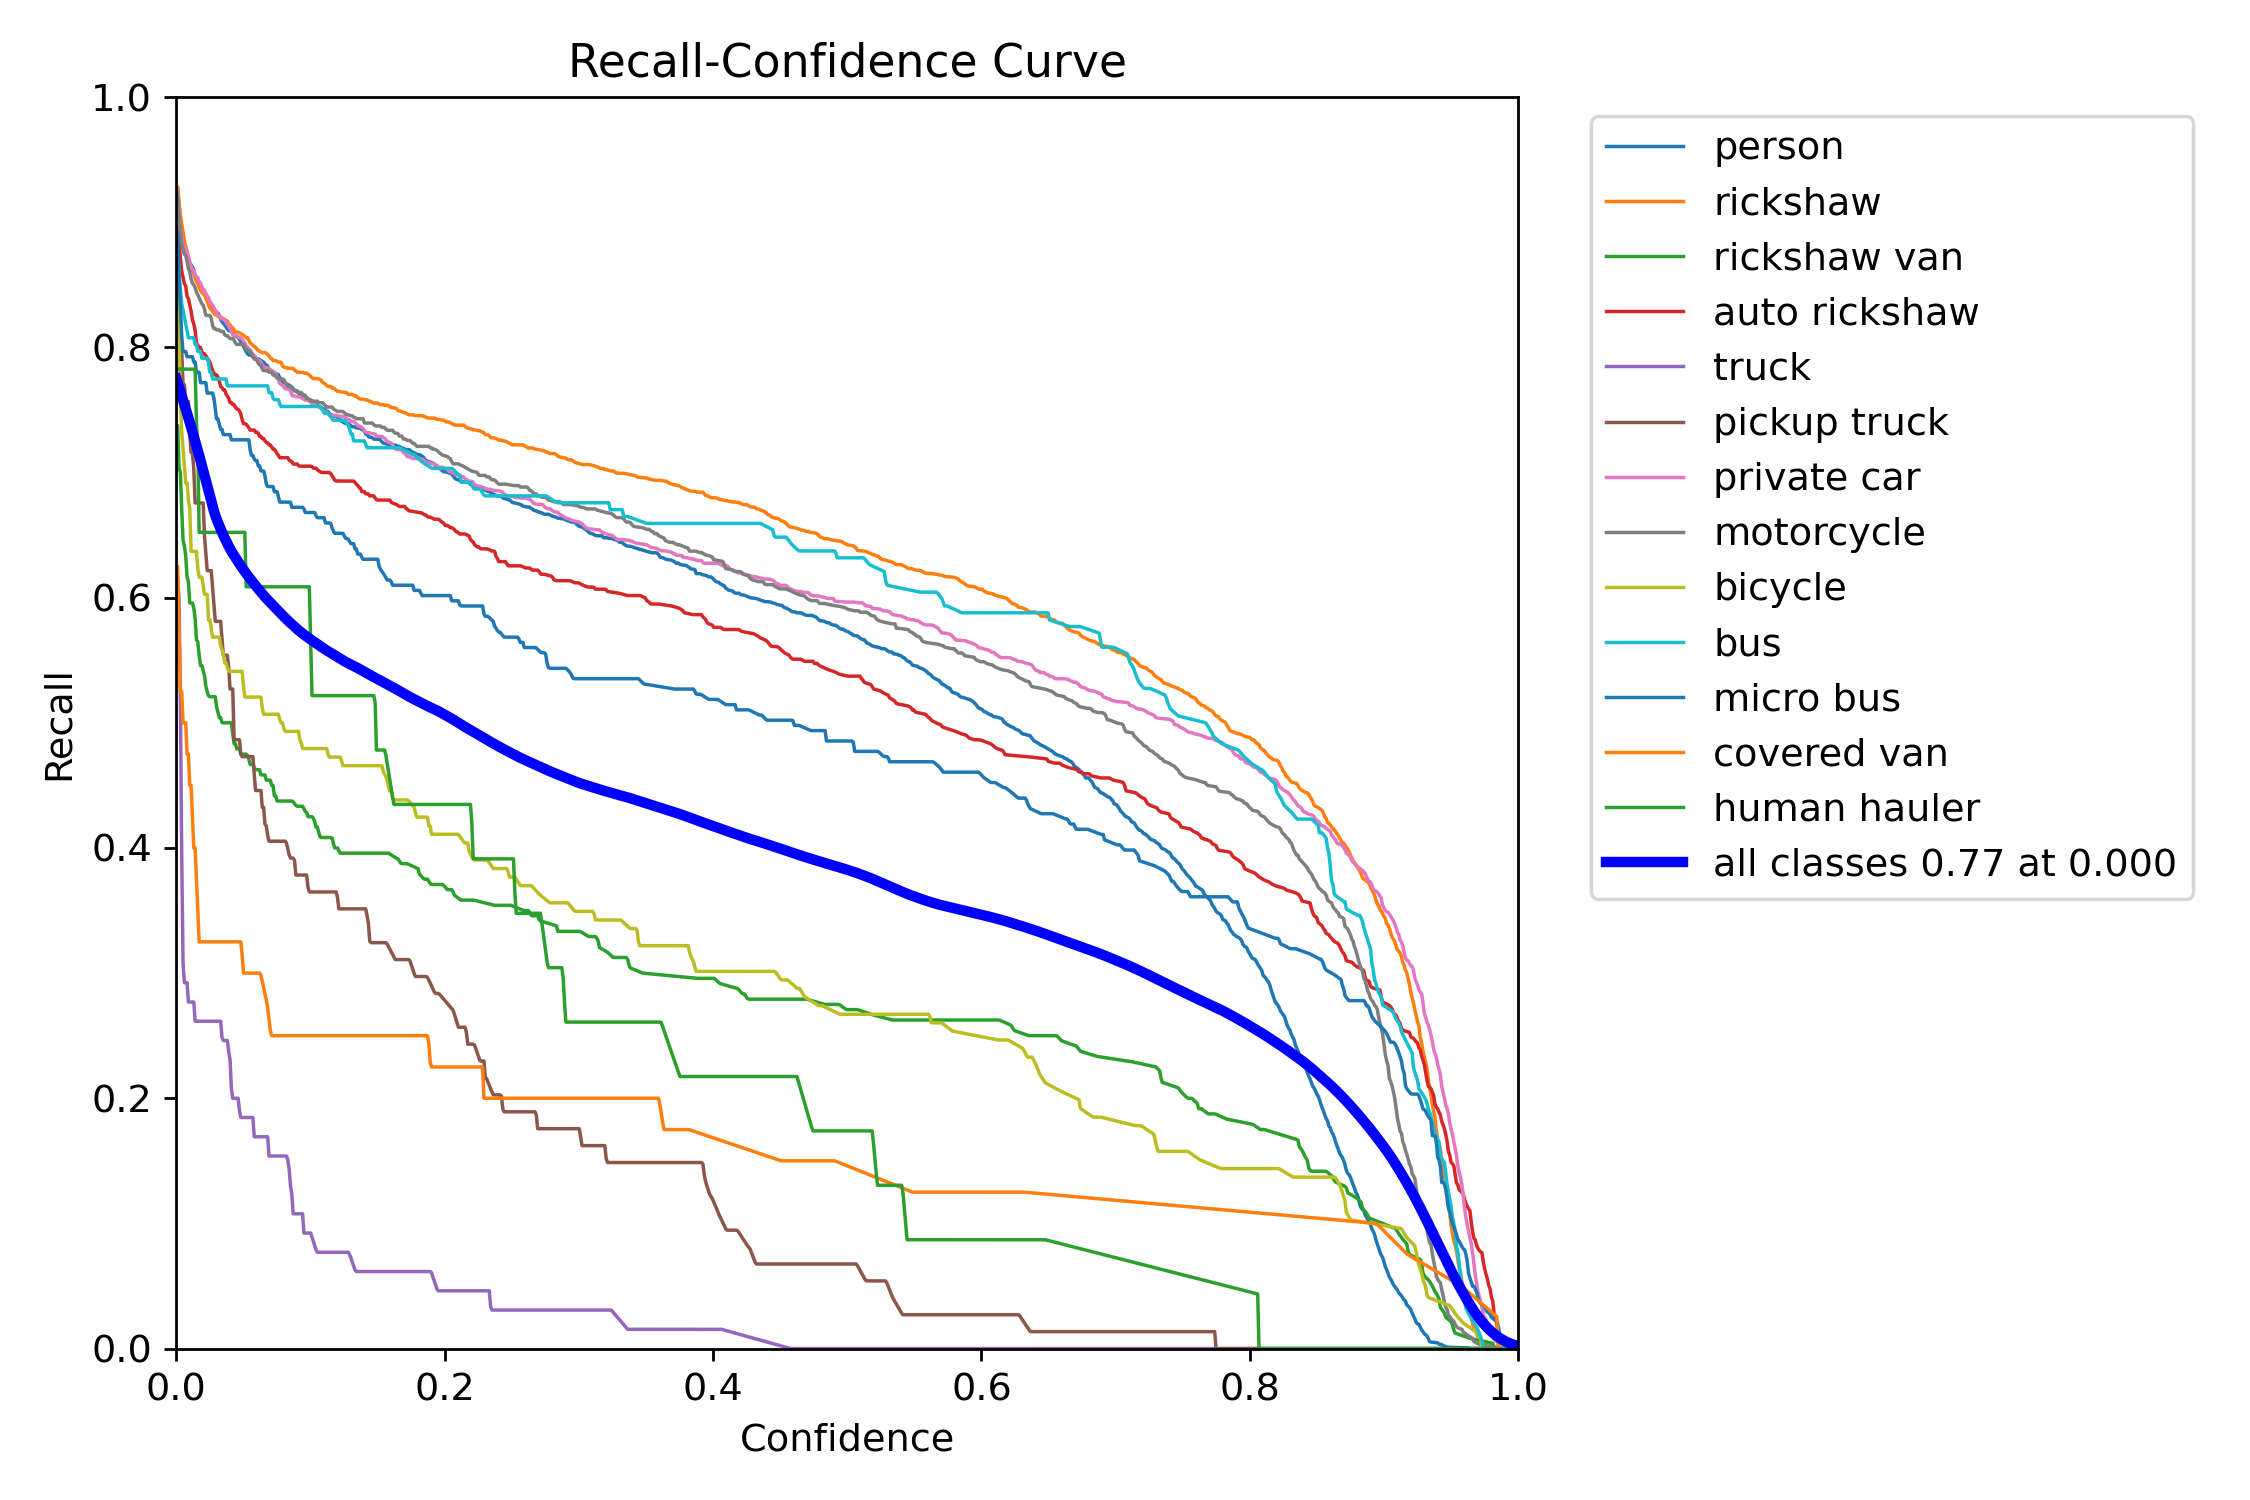 Recall-Confidence Curve
1.0
0.8
0.6
0.4
0.2
0.0
Recall
0.0 0.2 0.4 0.6 0.8 1.0
Confidence
person
rickshaw
rickshaw van
auto rickshaw
truck
pickup truck
private car
motorcycle
bicycle
bus
micro bus
covered van
human hauler
all classes 0.77 at 0.000